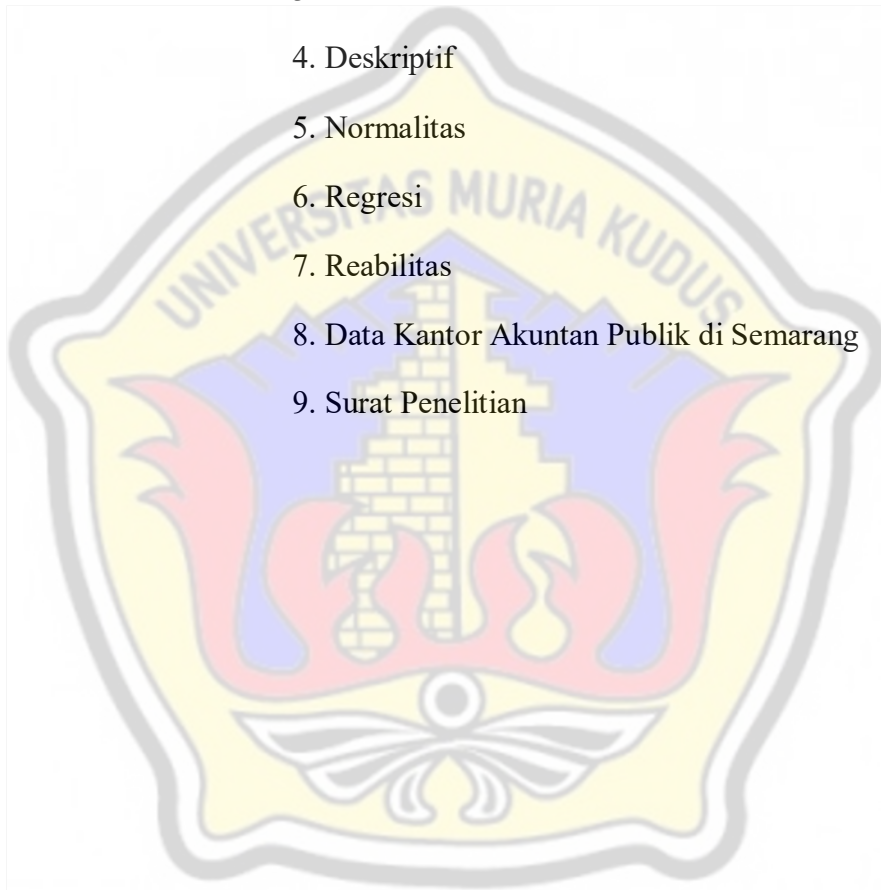 4. Deskriptif
5. Normalitas
UNIVERSITAS MURIA KUDUS
6. Regresi
7. Reabilitas
8. Data Kantor Akuntan Publik di Semarang
9. Surat Penelitian